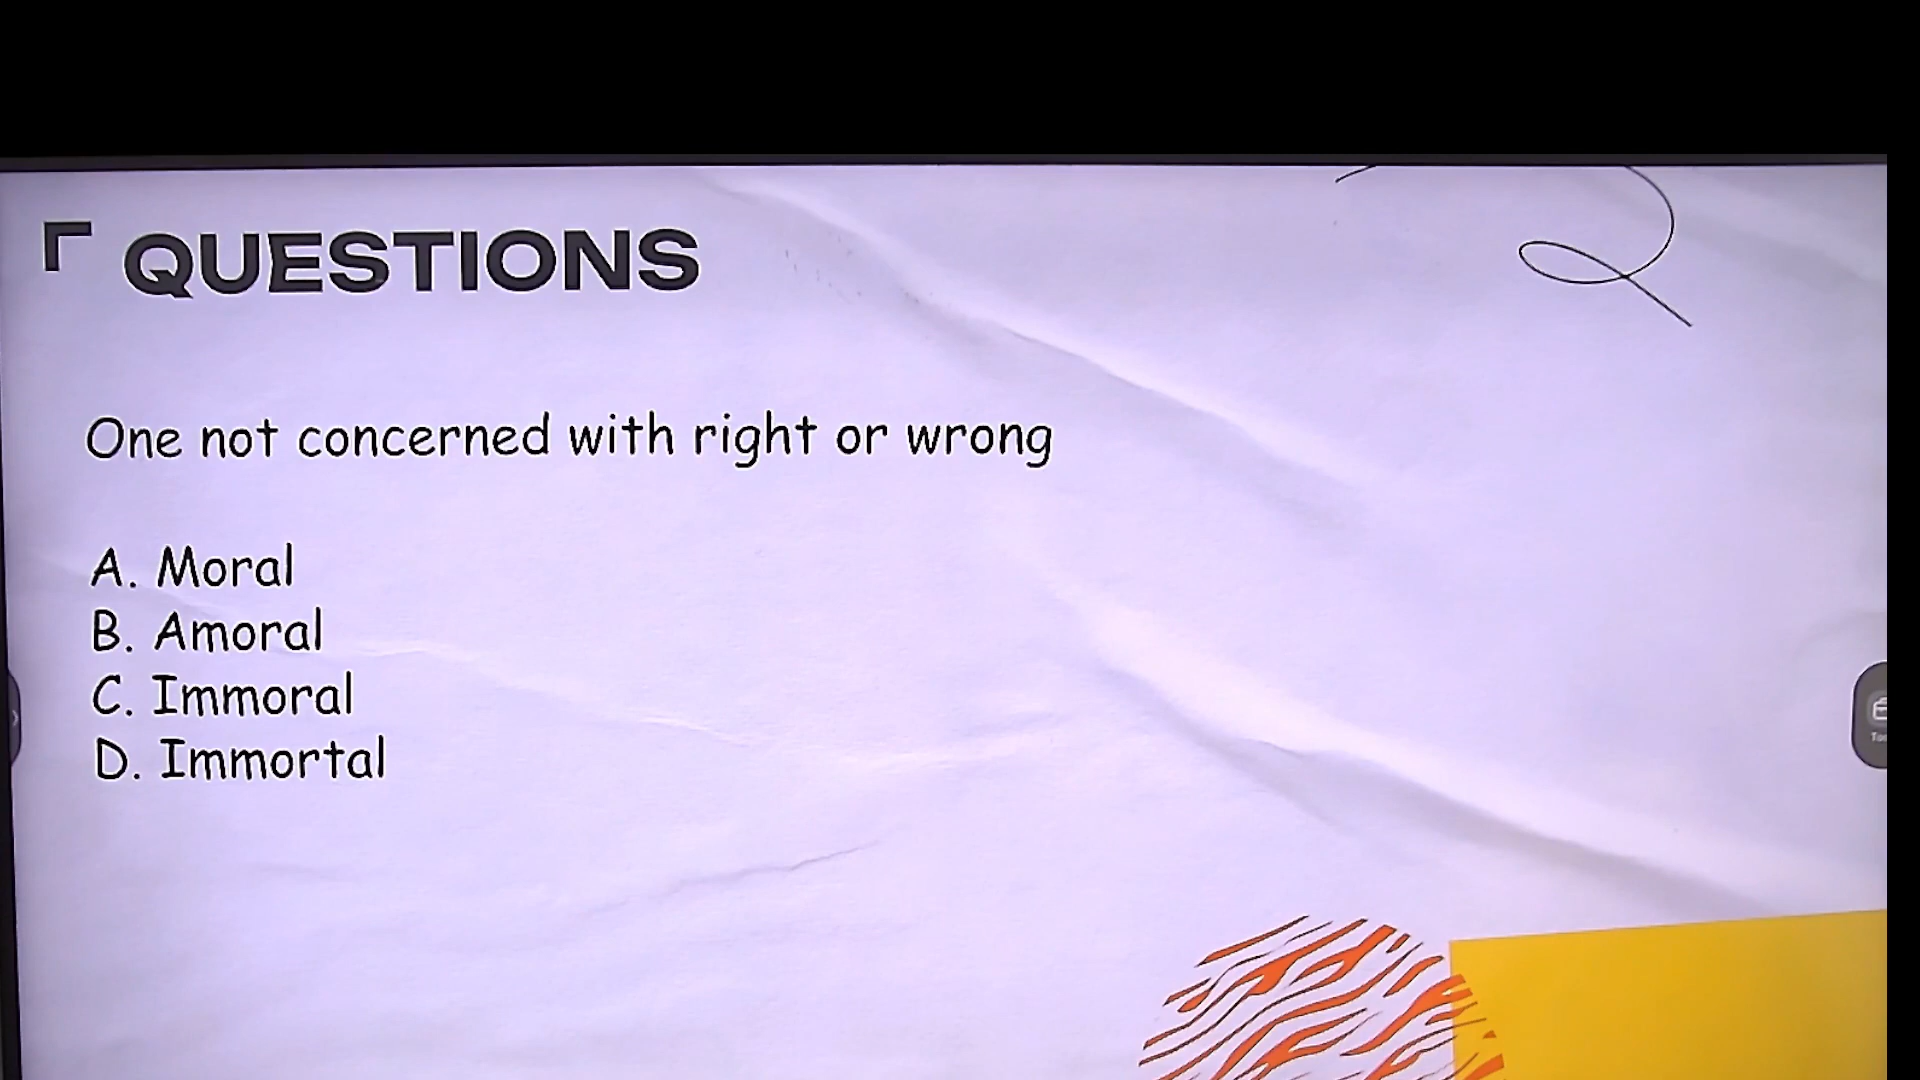 QUESTIONS
One not concerned with right or wrong
A. Moral
B. Amoral
C. Immoral
D. Immortal